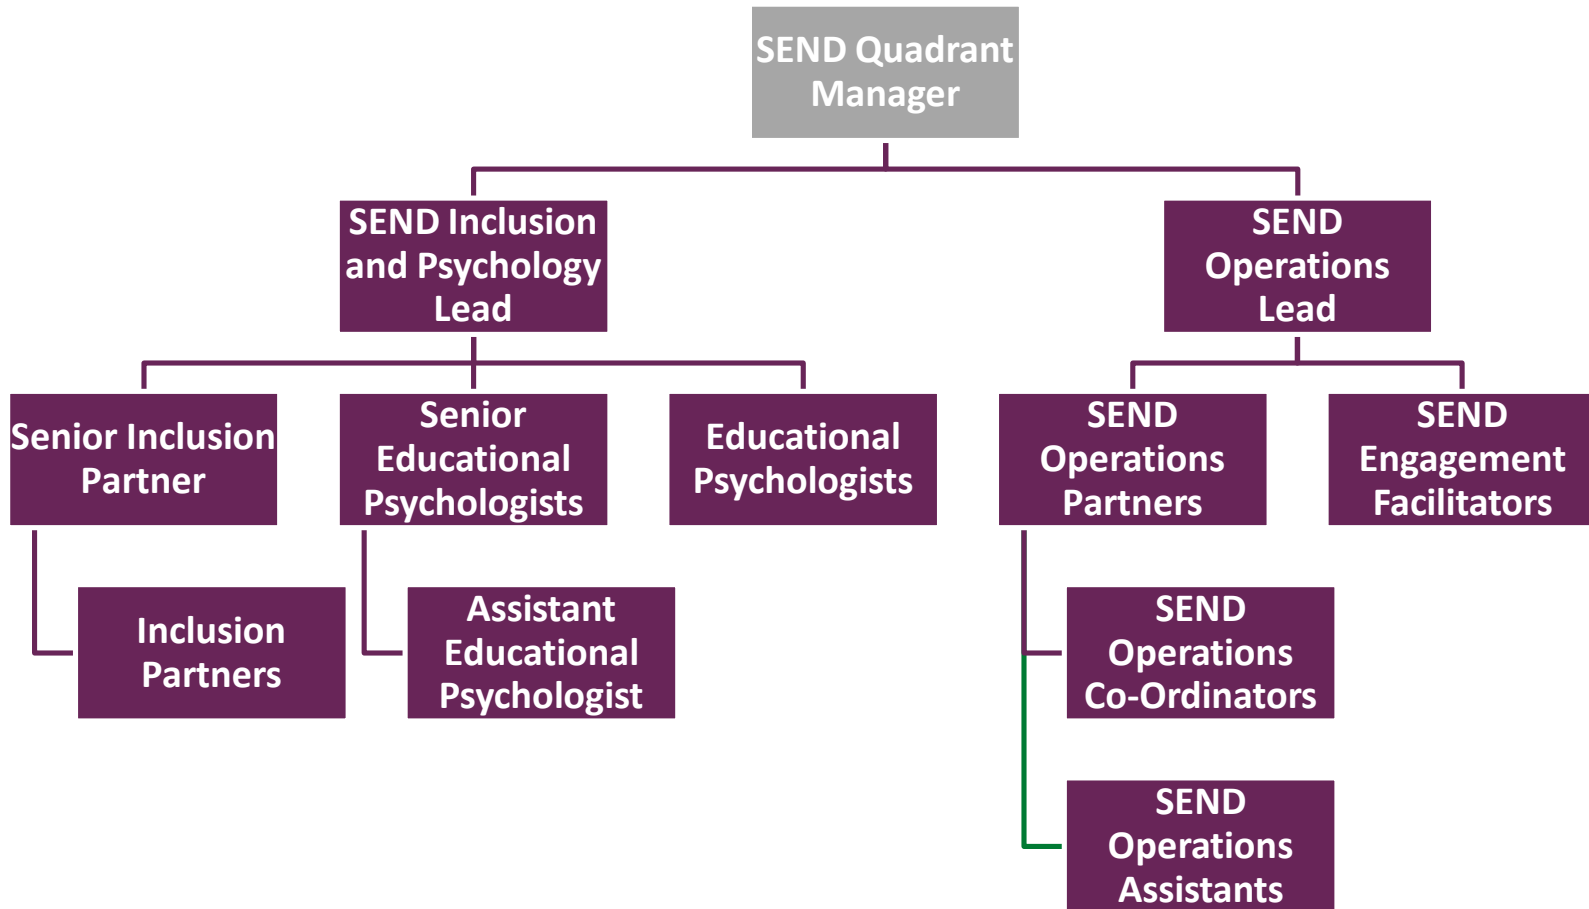 SEND Quadrant
Manager
SEND Inclusion
and Psychology
Lead
SEND
Operations
Lead
Senior Inclusion
Partner
Senior
Educational
Psychologists
Educational
Psychologists
SEND
Operations
Partners
SEND
Engagement
Facilitators
Inclusion
Partners
Assistant
Educational
Psychologist
SEND
Operations
Co-Ordinators
SEND
Operations
Assistants